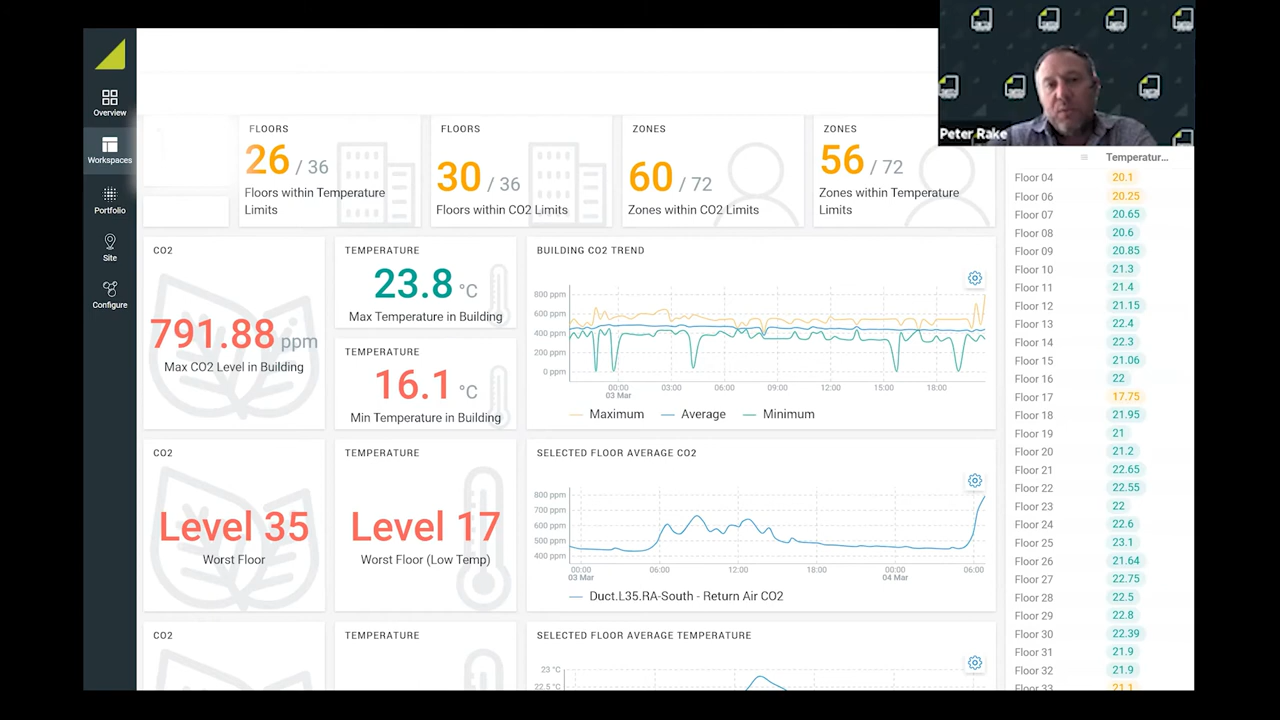 Peter Rake
Overview
Workspaces
Portfolio
Site
Configure
FLOORS
26 / 36
Floors within Temperature
Limits
FLOORS
30 / 36
Floors within CO2 Limits
ZONES
60 / 72
Zones within CO2 Limits
ZONES
56 / 72
Zones within Temperature
Limits
CO2
791.88 ppm
Max CO2 Level in Building
TEMPERATURE
23.8 °C
Max Temperature in Building
TEMPERATURE
16.1 °C
Min Temperature in Building
BUILDING CO2 TREND
800 ppm
600 ppm
400 ppm
200 ppm
0 ppm
00:00 03:00 06:00 09:00 12:00 15:00 18:00
03 Mar
Maximum Average Minimum
CO2
Level 35
Worst Floor
TEMPERATURE
Level 17
Worst Floor (Low Temp)
SELECTED FLOOR AVERAGE CO2
800 ppm
700 ppm
600 ppm
500 ppm
400 ppm
00:00 06:00 12:00 18:00 00:00 06:00
03 Mar 04 Mar
Duct.L35.RA-South - Return Air CO2
CO2
TEMPERATURE
SELECTED FLOOR AVERAGE TEMPERATURE
23 °C
22.5 °C
Temperatur...
Floor 04 20.1
Floor 06 20.25
Floor 07 20.65
Floor 08 20.6
Floor 09 20.85
Floor 10 21.3
Floor 11 21.4
Floor 12 21.15
Floor 13 22.4
Floor 14 22.3
Floor 15 21.06
Floor 16 22
Floor 17 17.75
Floor 18 21.95
Floor 19 21
Floor 20 21.2
Floor 21 22.65
Floor 22 22.55
Floor 23 22
Floor 24 22.6
Floor 25 23.1
Floor 26 21.64
Floor 27 22.75
Floor 28 22.5
Floor 29 22.8
Floor 30 22.39
Floor 31 21.9
Floor 32 21.9
Floor 33 21.1